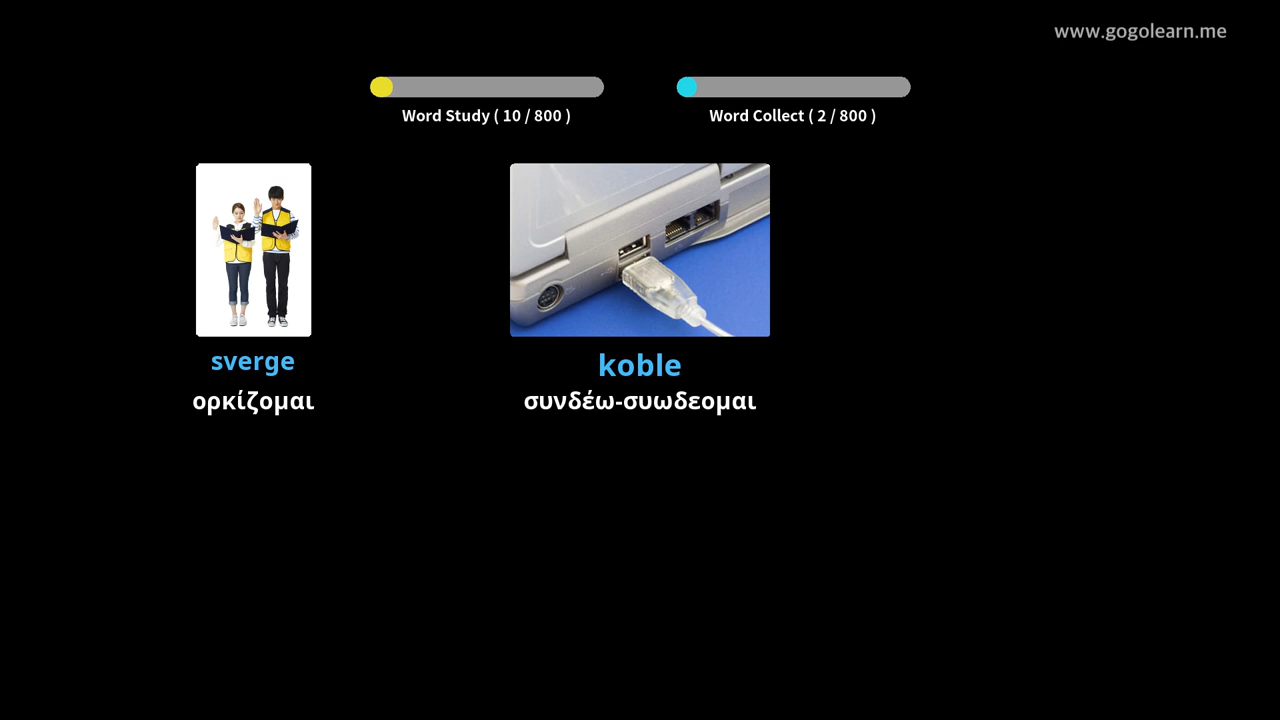 www.gogolearn.me
Word Study ( 10 / 800 )
Word Collect ( 2 / 800 )
sverge
ορκίζομαι
koble
συνδέω-συωδεομαι